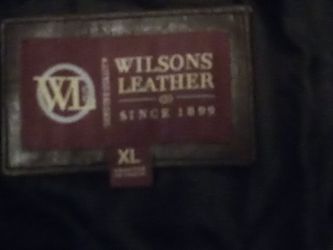 WL
WILSONS
LEATHER
SINCE 1899
XL